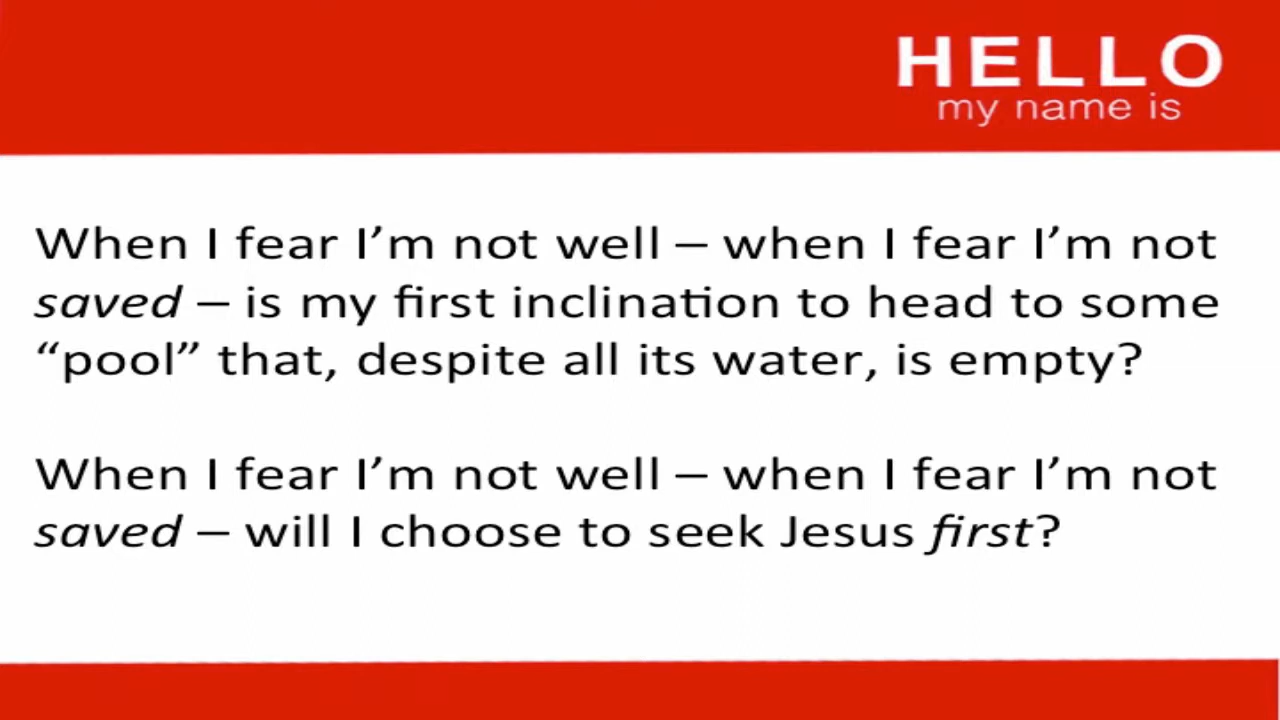 HELLO
my name is
When I fear I’m not well – when I fear I’m not
saved – is my first inclination to head to some
“pool” that, despite all its water, is empty?
When I fear I’m not well – when I fear I’m not
saved – will I choose to seek Jesus first?